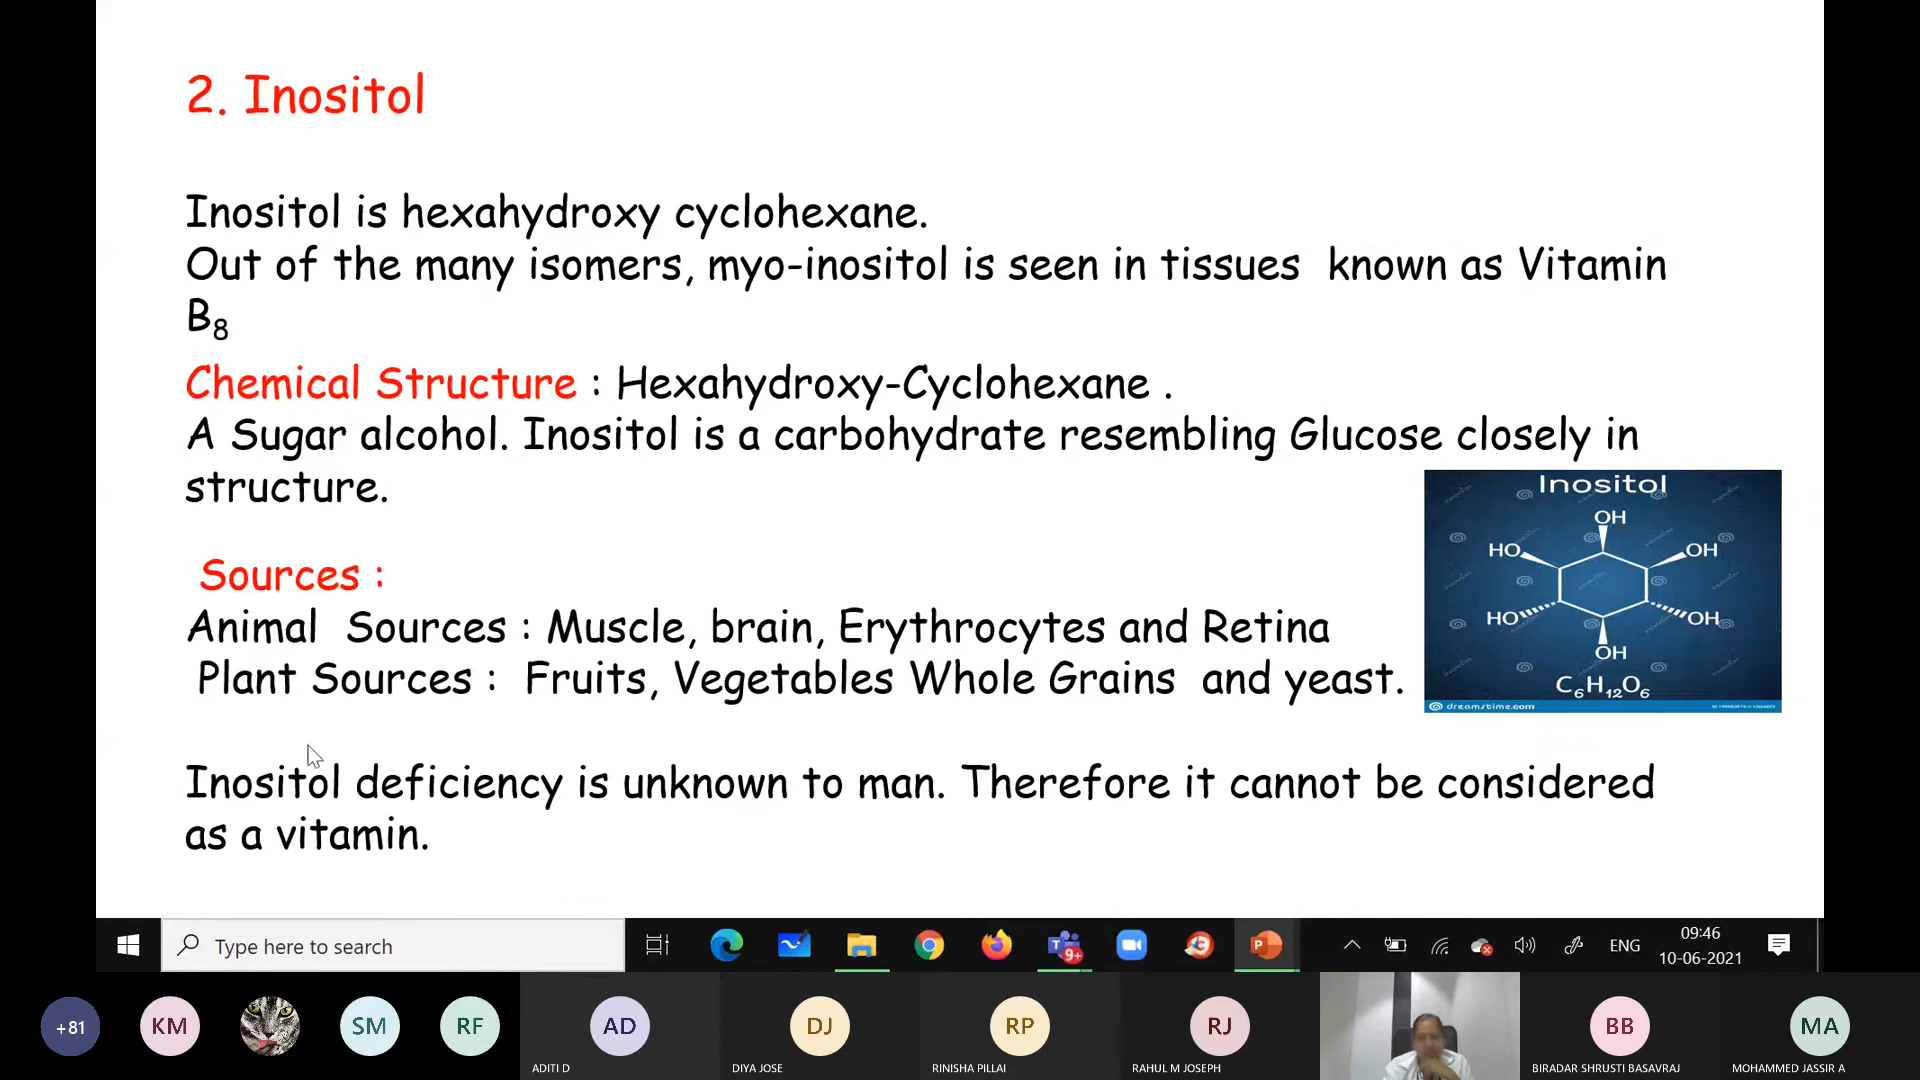 2. Inositol
Inositol is hexahydroxy cyclohexane.
Out of the many isomers, myo-inositol is seen in tissues known as Vitamin
B8
Chemical Structure : Hexahydroxy-Cyclohexane .
A Sugar alcohol. Inositol is a carbohydrate resembling Glucose closely in
structure.
Inositol
OH
HO OH
HO OH
OH
C6H12O6
dreamstime.com
Sources :
Animal Sources : Muscle, brain, Erythrocytes and Retina
Plant Sources : Fruits, Vegetables Whole Grains and yeast.
Inositol deficiency is unknown to man. Therefore it cannot be considered
as a vitamin.
Type here to search
9+
ENG
09:46
10-06-2021
+81
KM
SM
RF
AD
DJ
RP
RJ
BB
MA
ADITI D
DIYA JOSE
RINISHA PILLAI
RAHUL M JOSEPH
BIRADAR SHRUSTI BASAVRAJ
MOHAMMED JASSIR A